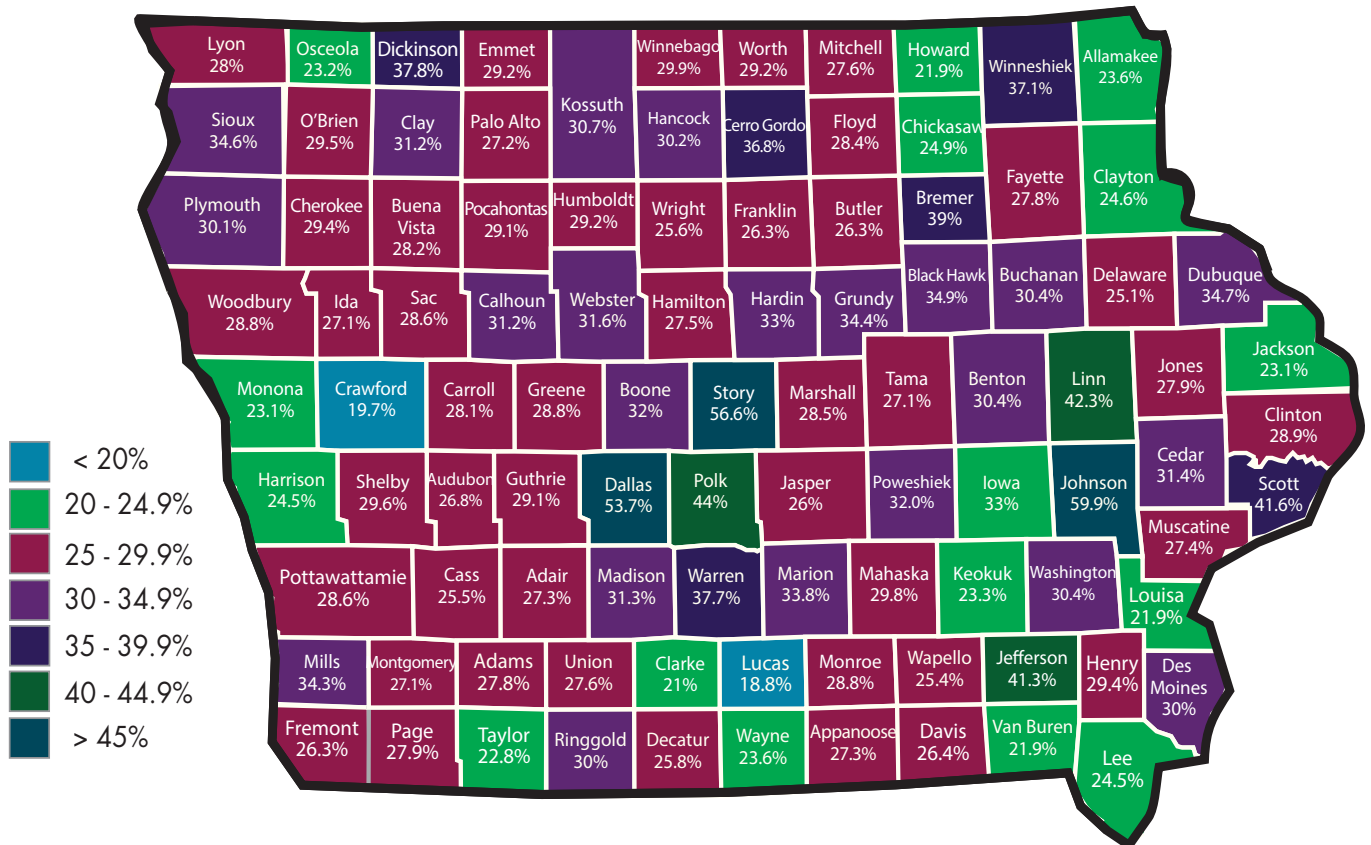 Lyon
28%
Osceola
23.2%
Dickinson
37.8%
Emmet
29.2%
Kossuth
30.7%
Winnebago
29.9%
Worth
29.2%
Mitchell
27.6%
Howard
21.9%
Winneshiek
37.1%
Allamakee
23.6%
Sioux
34.6%
O'Brien
29.5%
Clay
31.2%
Palo Alto
27.2%
Hancock
30.2%
Cerro Gordo
36.8%
Floyd
28.4%
Chickasaw
24.9%
Fayette
27.8%
Clayton
24.6%
Plymouth
30.1%
Cherokee
29.4%
Buena
Vista
28.2%
Pocahontas
29.1%
Humboldt
29.2%
Wright
25.6%
Franklin
26.3%
Butler
26.3%
Bremer
39%
Woodbury
28.8%
Ida
27.1%
Sac
28.6%
Calhoun
31.2%
Webster
31.6%
Hamilton
27.5%
Hardin
33%
Grundy
34.4%
Black Hawk
34.9%
Buchanan
30.4%
Delaware
25.1%
Dubuque
34.7%
Monona
23.1%
Crawford
19.7%
Carroll
28.1%
Greene
28.8%
Boone
32%
Story
56.6%
Marshall
28.5%
Tama
27.1%
Benton
30.4%
Linn
42.3%
Jones
27.9%
Jackson
23.1%
Clinton
28.9%
Harrison
24.5%
Shelby
29.6%
Audubon
26.8%
Guthrie
29.1%
Dallas
53.7%
Polk
44%
Jasper
26%
Poweshiek
32.0%
Iowa
33%
Johnson
59.9%
Cedar
31.4%
Scott
41.6%
Muscatine
27.4%
Pottawattamie
28.6%
Cass
25.5%
Adair
27.3%
Madison
31.3%
Warren
37.7%
Marion
33.8%
Mahaska
29.8%
Keokuk
23.3%
Washington
30.4%
Louisa
21.9%
Mills
34.3%
Montgomery
27.1%
Adams
27.8%
Union
27.6%
Clarke
21%
Lucas
18.8%
Monroe
28.8%
Wapello
25.4%
Jefferson
41.3%
Henry
29.4%
Des
Moines
30%
Fremont
26.3%
Page
27.9%
Taylor
22.8%
Ringgold
30%
Decatur
25.8%
Wayne
23.6%
Appanoose
27.3%
Davis
26.4%
Van Buren
21.9%
Lee
24.5%
< 20%
20 - 24.9%
25 - 29.9%
30 - 34.9%
35 - 39.9%
40 - 44.9%
> 45%